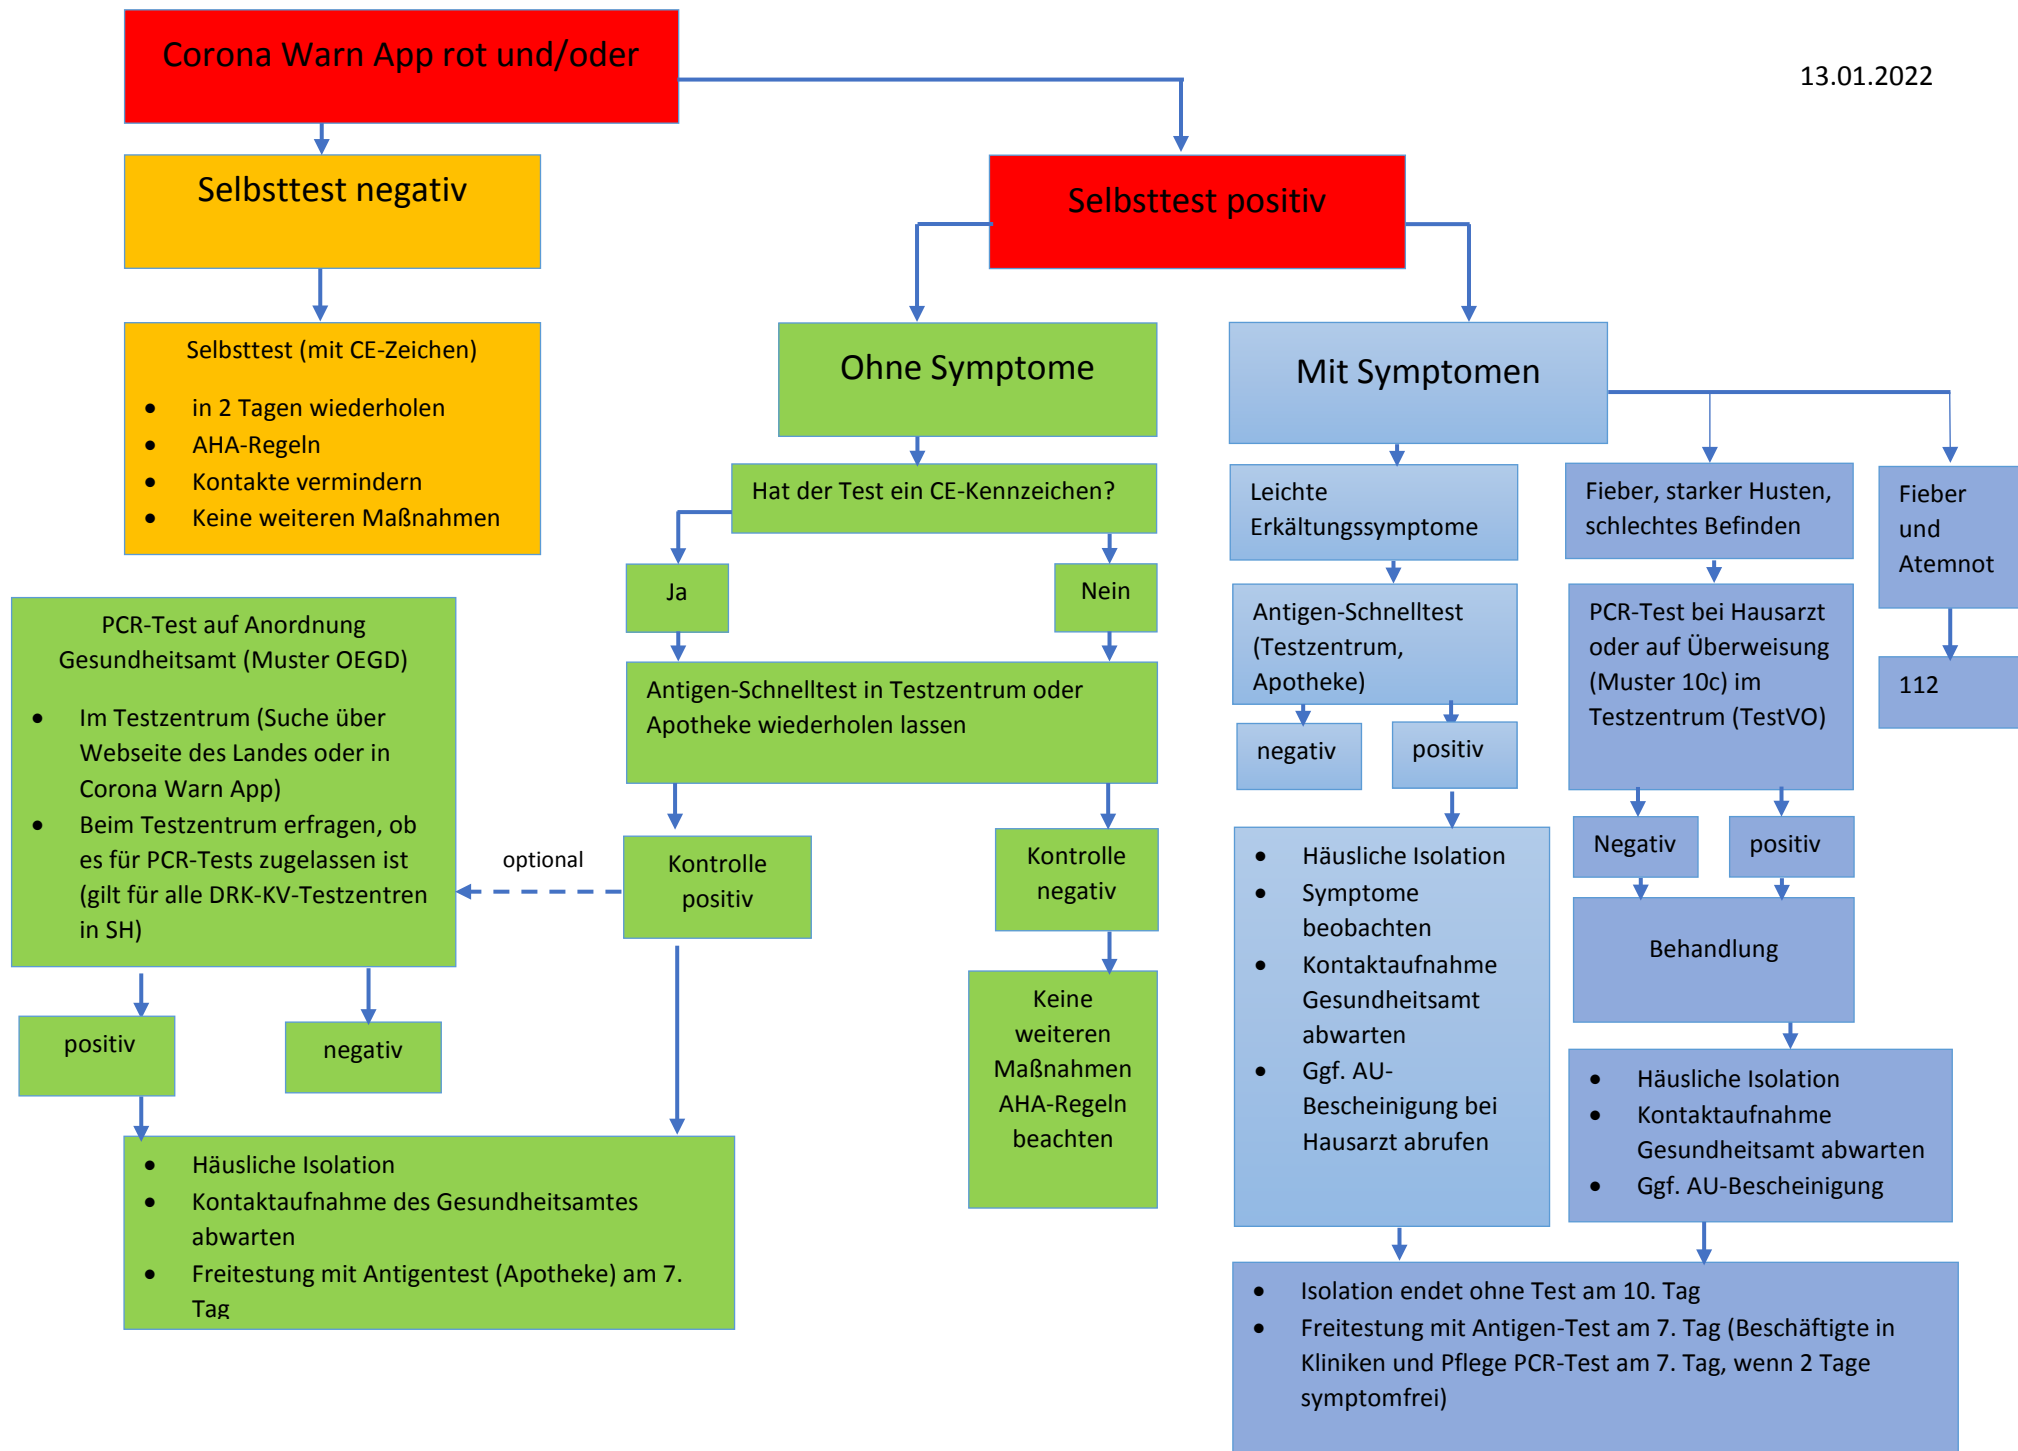 Corona Warn App rot und/oder
13.01.2022
Selbsttest negativ
Selbsttest positiv
Selbsttest (mit CE-Zeichen)
• in 2 Tagen wiederholen
• AHA-Regeln
• Kontakte vermindern
• Keine weiteren Maßnahmen
Ohne Symptome
Mit Symptomen
Hat der Test ein CE-Kennzeichen?
Ja
Nein
Antigen-Schnelltest in Testzentrum oder
Apotheke wiederholen lassen
Kontrolle
positiv
Kontrolle
negativ
Keine
weiteren
Maßnahmen
AHA-Regeln
beachten
optional
PCR-Test auf Anordnung
Gesundheitsamt (Muster OEGD)
• Im Testzentrum (Suche über
Webseite des Landes oder in
Corona Warn App)
• Beim Testzentrum erfragen, ob
es für PCR-Tests zugelassen ist
(gilt für alle DRK-KV-Testzentren
in SH)
positiv
negativ
• Häusliche Isolation
• Kontaktaufnahme des Gesundheitsamtes
abwarten
• Freitestung mit Antigentest (Apotheke) am 7.
Tag
Leichte
Erkältungssymptome
Antigen-Schnelltest
(Testzentrum,
Apotheke)
negativ
positiv
• Häusliche Isolation
• Symptome
beobachten
• Kontaktaufnahme
Gesundheitsamt
abwarten
• Ggf. AU-
Bescheinigung bei
Hausarzt abrufen
Fieber, starker Husten,
schlechtes Befinden
PCR-Test bei Hausarzt
oder auf Überweisung
(Muster 10c) im
Testzentrum (TestVO)
Negativ
positiv
Behandlung
• Häusliche Isolation
• Kontaktaufnahme
Gesundheitsamt abwarten
• Ggf. AU-Bescheinigung
Fieber
und
Atemnot
112
• Isolation endet ohne Test am 10. Tag
• Freitestung mit Antigen-Test am 7. Tag (Beschäftigte in
Kliniken und Pflege PCR-Test am 7. Tag, wenn 2 Tage
symptomfrei)